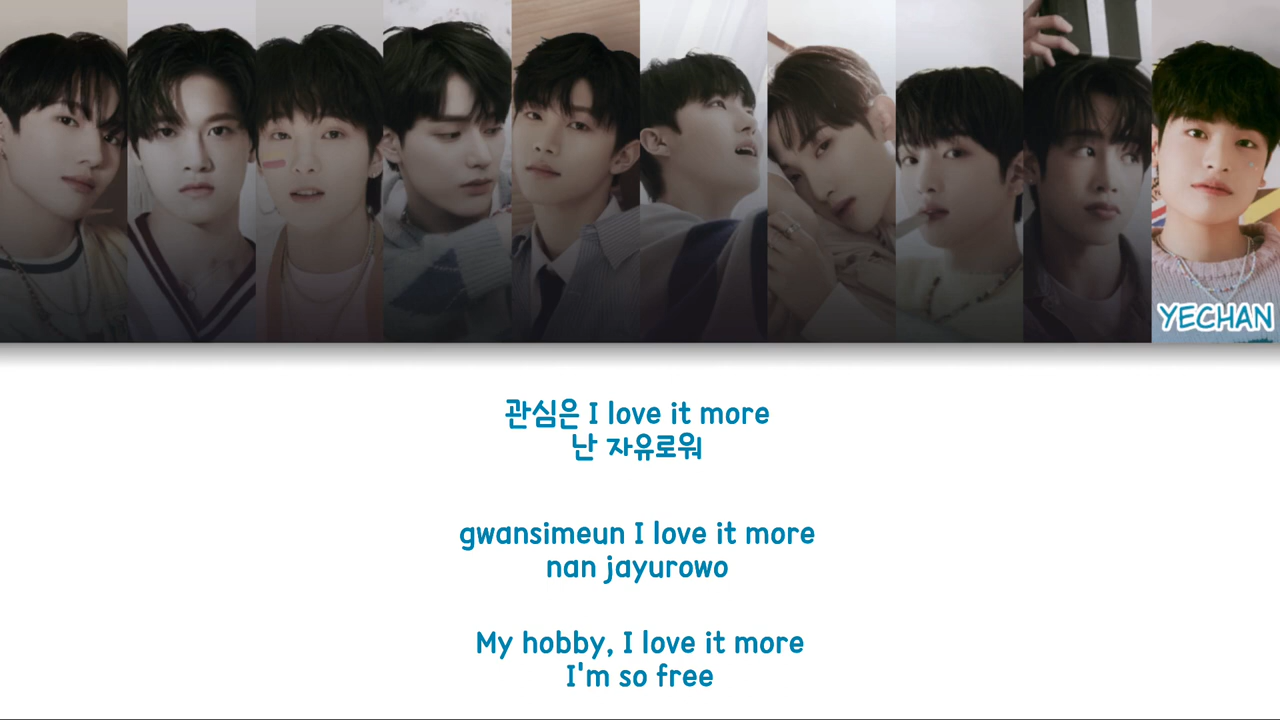 YECHAN
관심은 I love it more
난 자유로워
gwansimeun I love it more
nan jayurowo
My hobby, I love it more
I'm so free